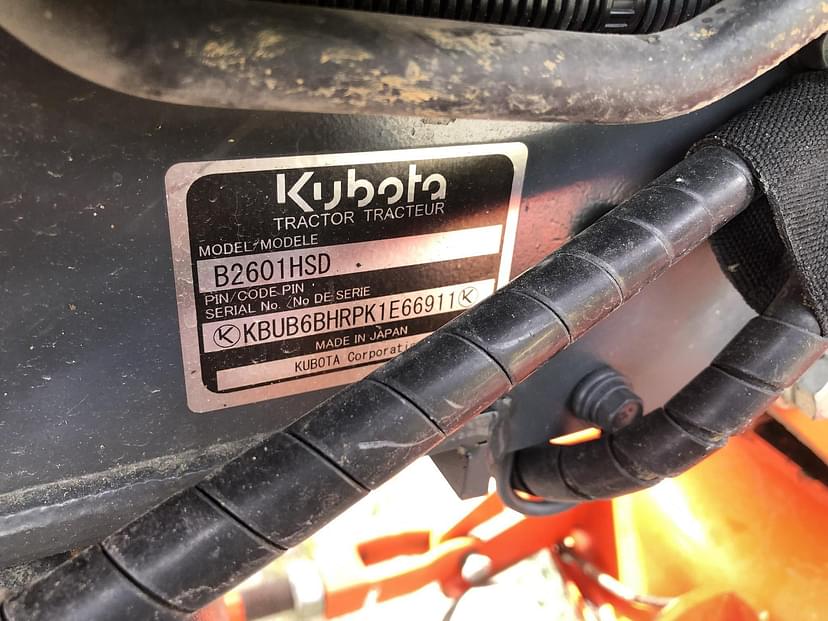 Kubota
TRACTOR TRACTEUR
MODEL/MODELE
B2601HSD
PIN/CODE PIN
SERIAL No. /No DE SERIE
KBUB6BHRPK1E66911
MADE IN JAPAN
KUBOTA Corporati